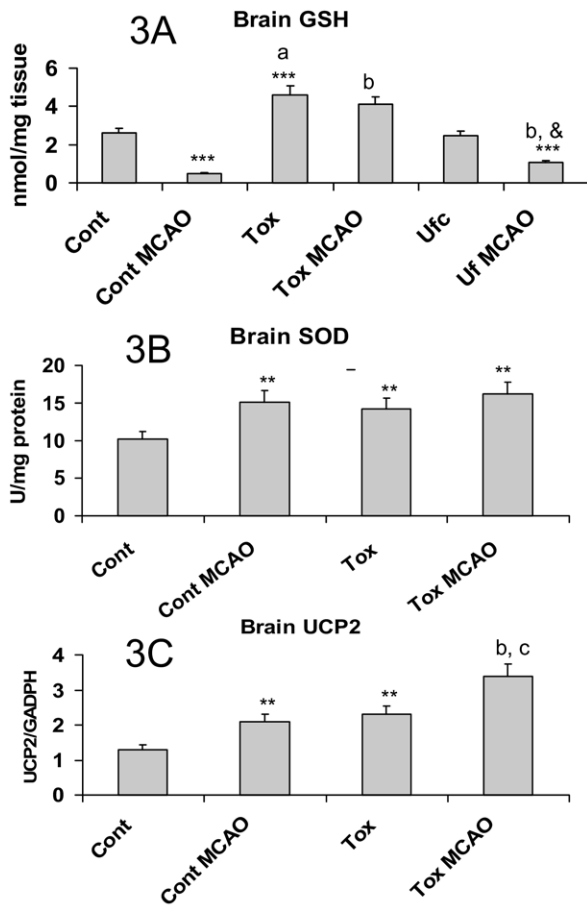 3A
Brain GSH
nmol/mg tissue
6
4
2
0
***
a
***
b
b, &
***
Cont
Cont MCAO
Tox
Tox MCAO
Ufc
Uf MCAO
3B
Brain SOD
U/mg protein
20
15
10
5
0
**
–
**
**
Cont
Cont MCAO
Tox
Tox MCAO
3C
Brain UCP2
UCP2/GADPH
4
3
2
1
0
**
**
b, c
Cont
Cont MCAO
Tox
Tox MCAO